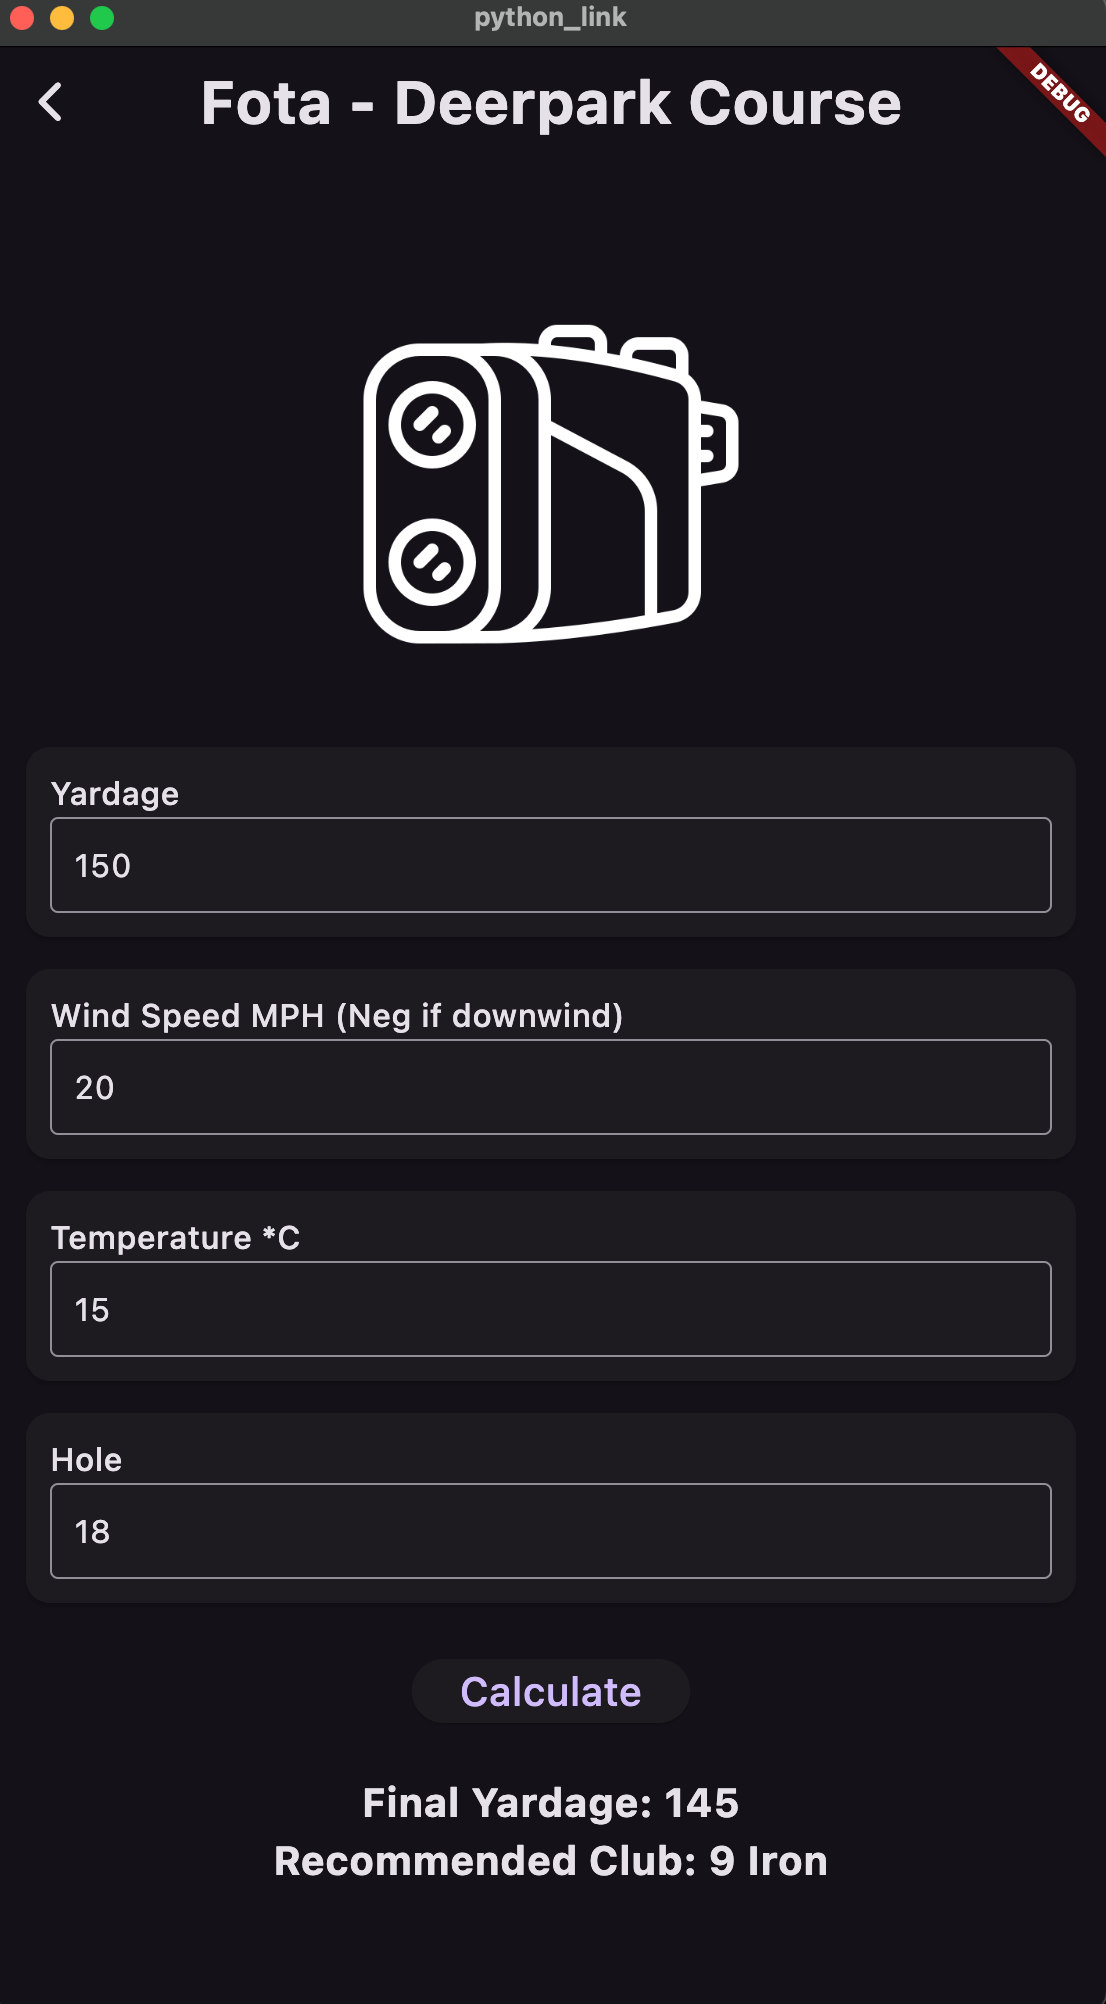 python_link
DEBUG
Fota - Deerpark Course
Yardage
150
Wind Speed MPH (Neg if downwind)
20
Temperature *C
15
Hole
18
Calculate
Final Yardage: 145
Recommended Club: 9 Iron